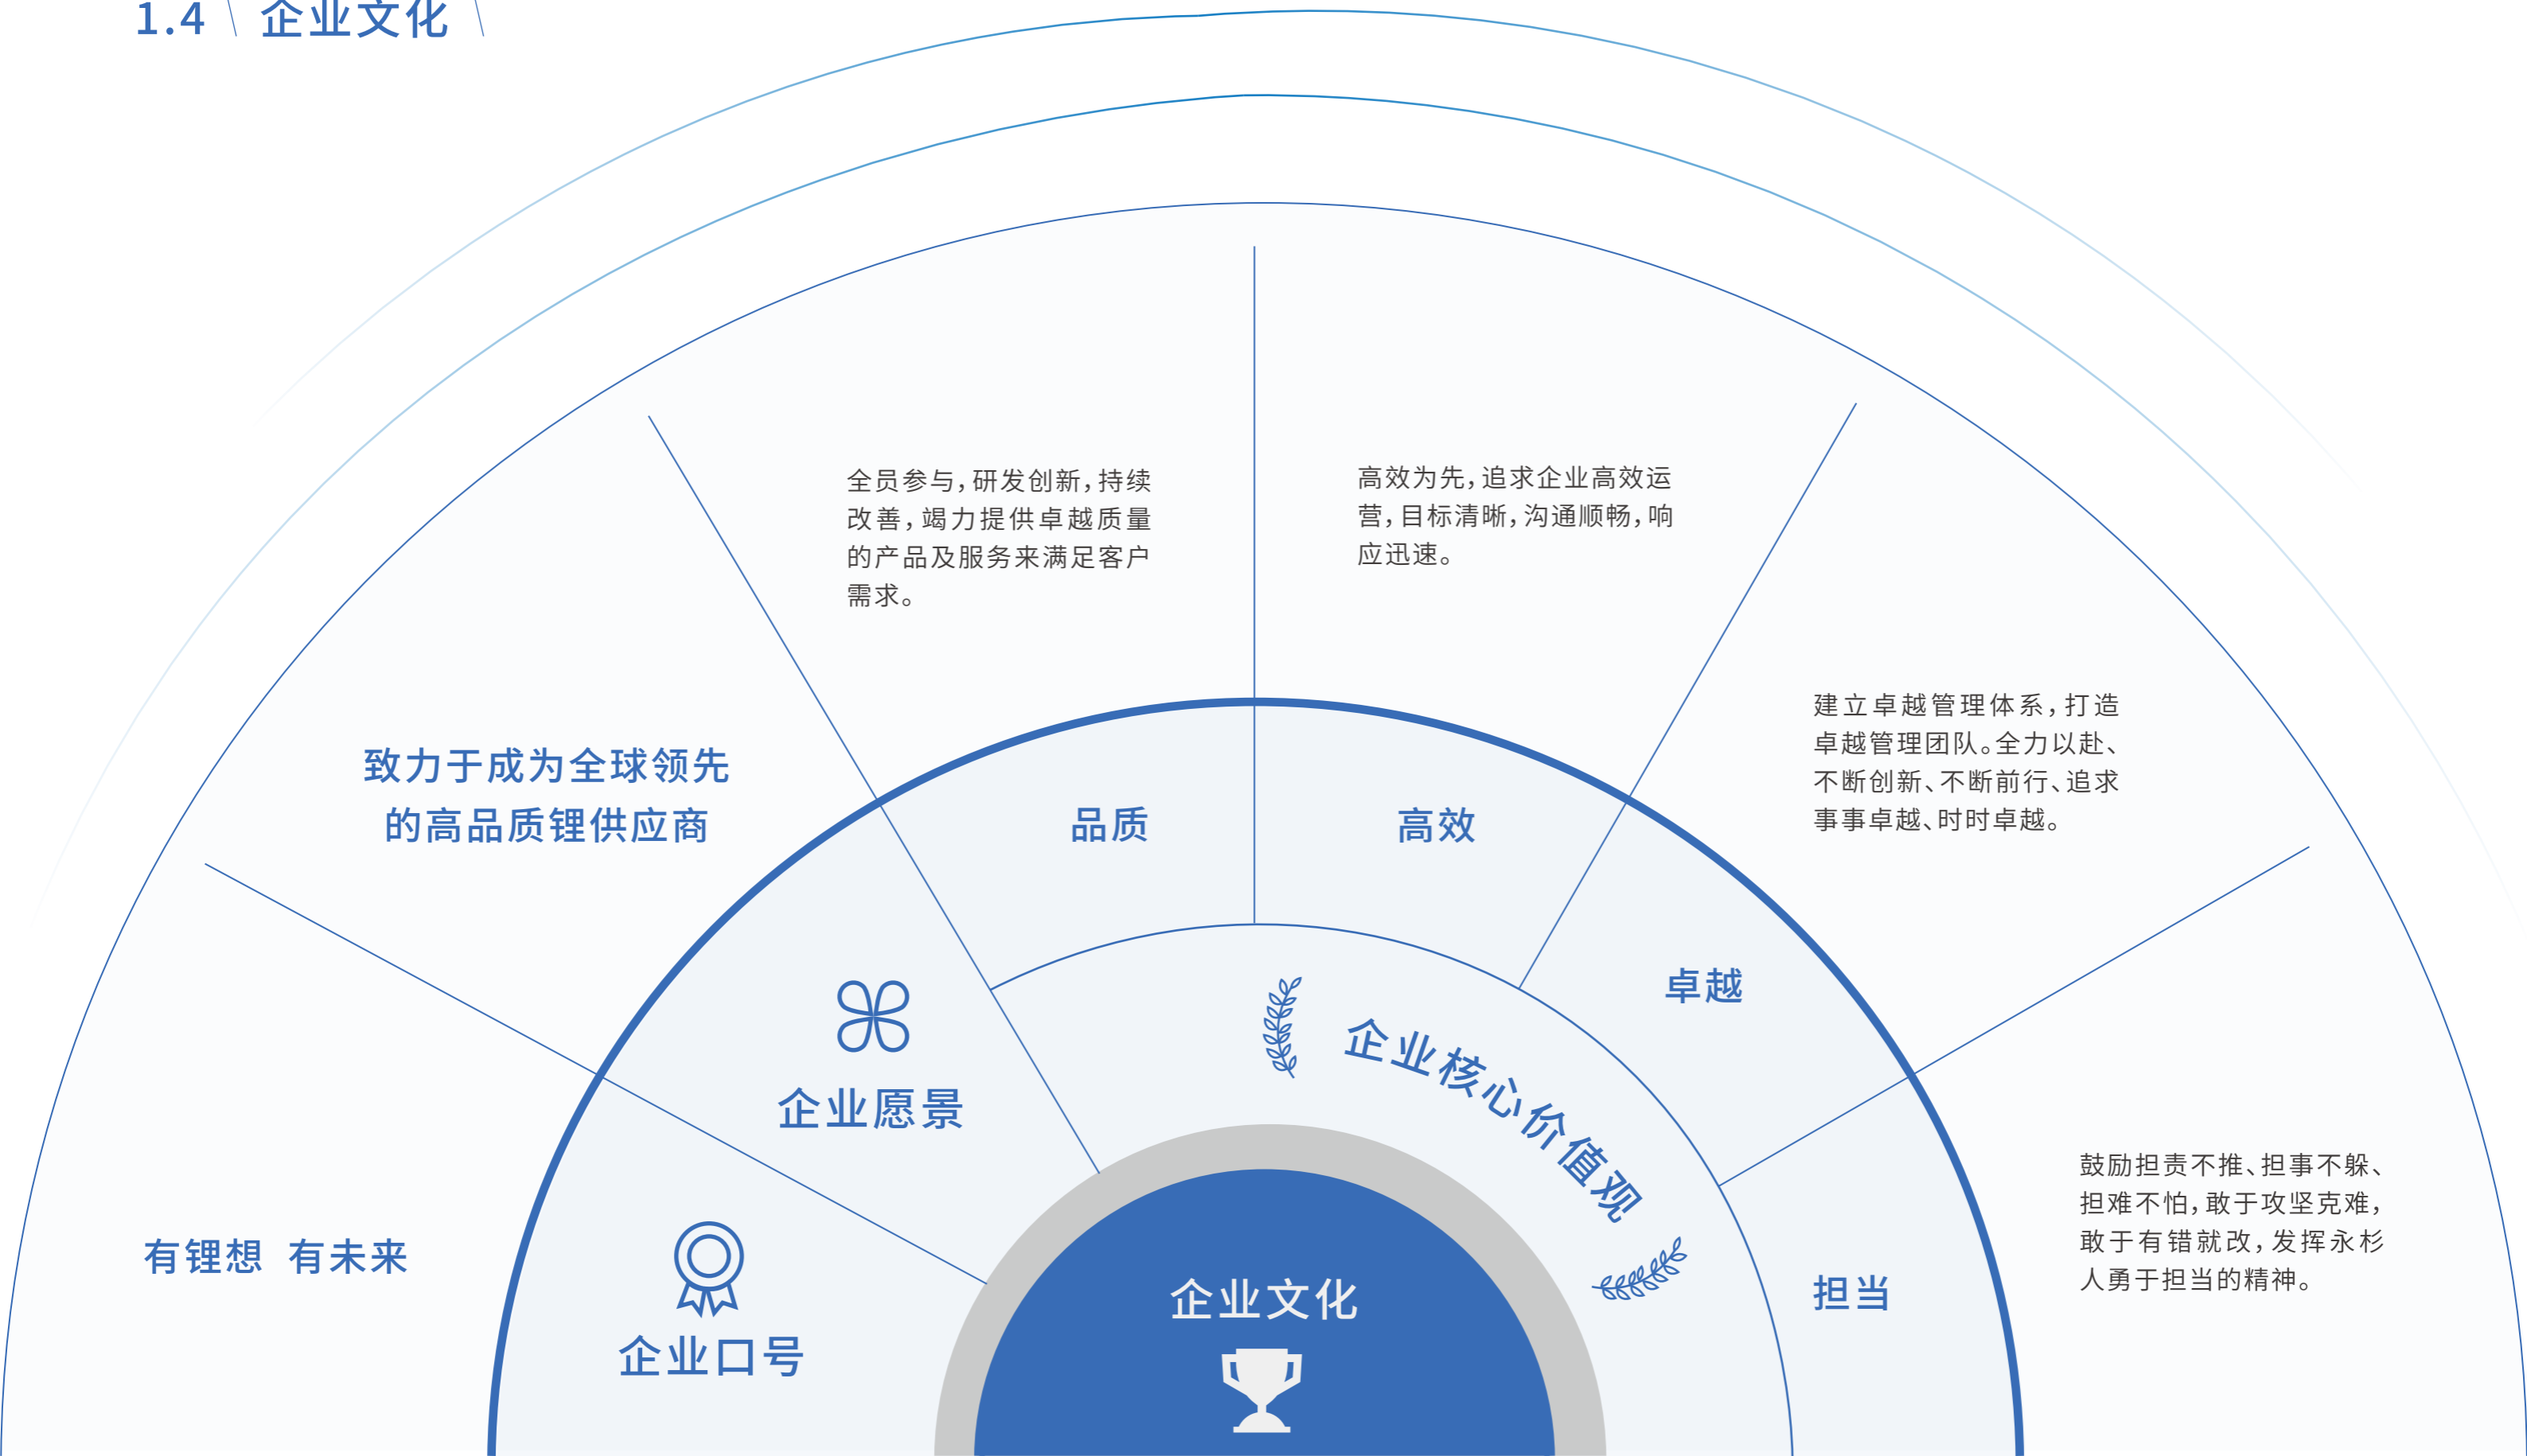 1.4 \ 企业文化 \
全员参与，研发创新，持续
改善，竭力提供卓越质量
的产品及服务来满足客户
需求。
高效为先，追求企业高效运
营，目标清晰，沟通顺畅，响
应迅速。
建立卓越管理体系，打造
卓越管理团队。全力以赴、
不断创新、不断前行、追求
事事卓越、时时卓越。
致力于成为全球领先
的高品质锂供应商
品质
高效
卓越
企业核心价值观
企业愿景
鼓励担责不推、担事不躲、
担难不怕，敢于攻坚克难，
敢于有错就改，发挥永杉
人勇于担当的精神。
有锂想 有未来
担当
企业口号
企业文化